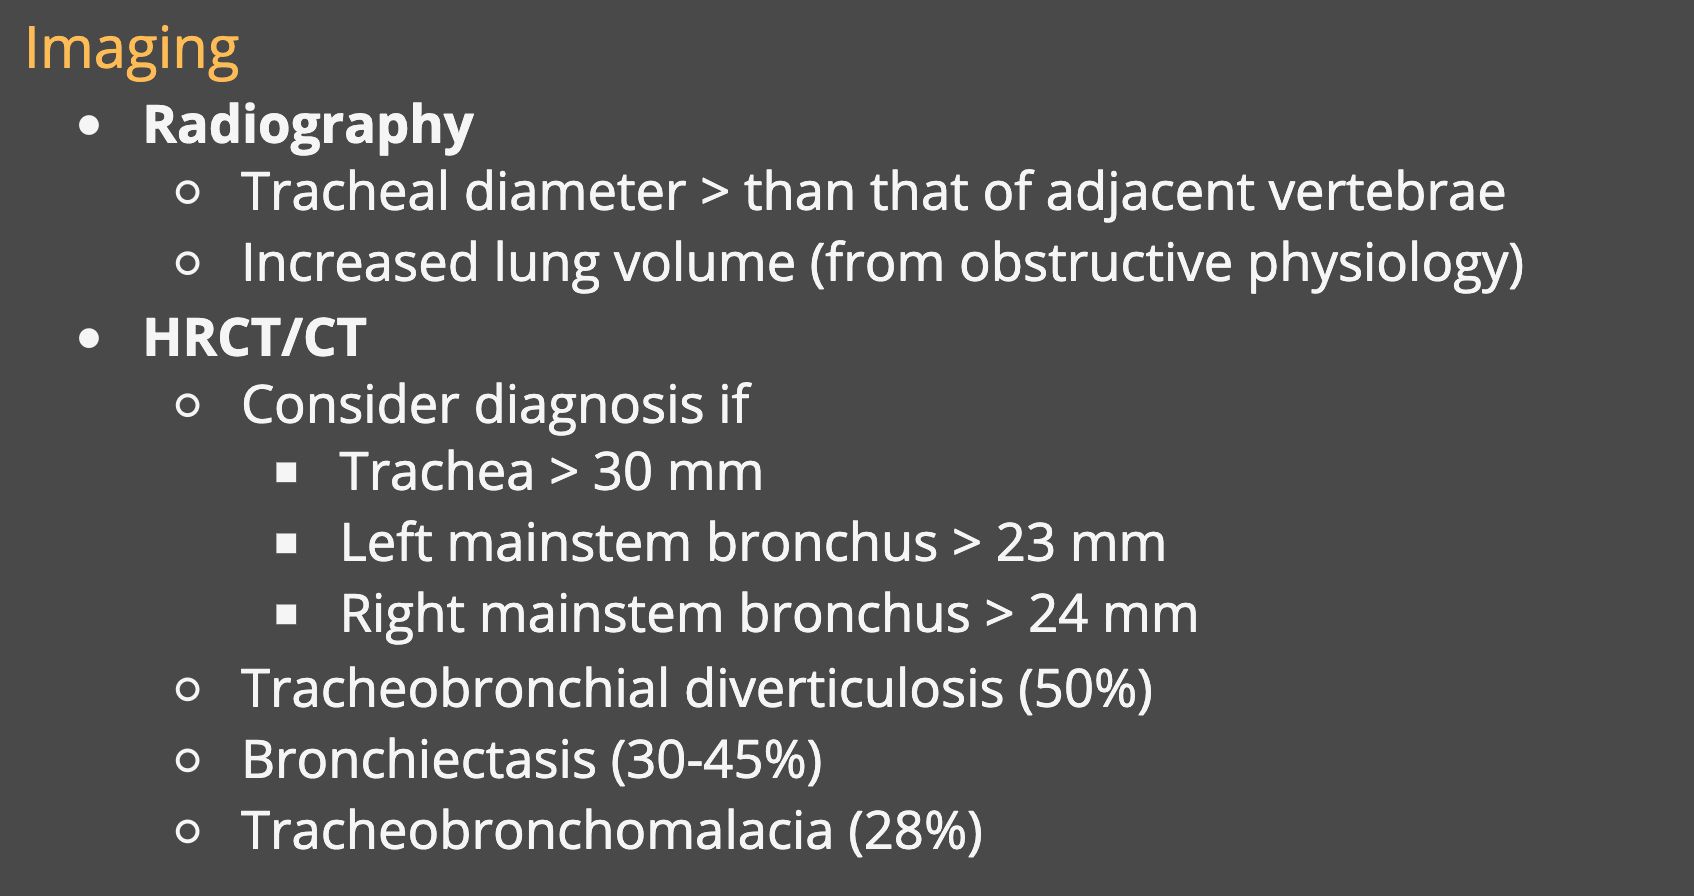 Imaging
Radiography
Tracheal diameter > than that of adjacent vertebrae
Increased lung volume (from obstructive physiology)
HRCT/CT
Consider diagnosis if
Trachea > 30 mm
Left mainstem bronchus > 23 mm
Right mainstem bronchus > 24 mm
Tracheobronchial diverticulosis (50%)
Bronchiectasis (30-45%)
Tracheobronchomalacia (28%)